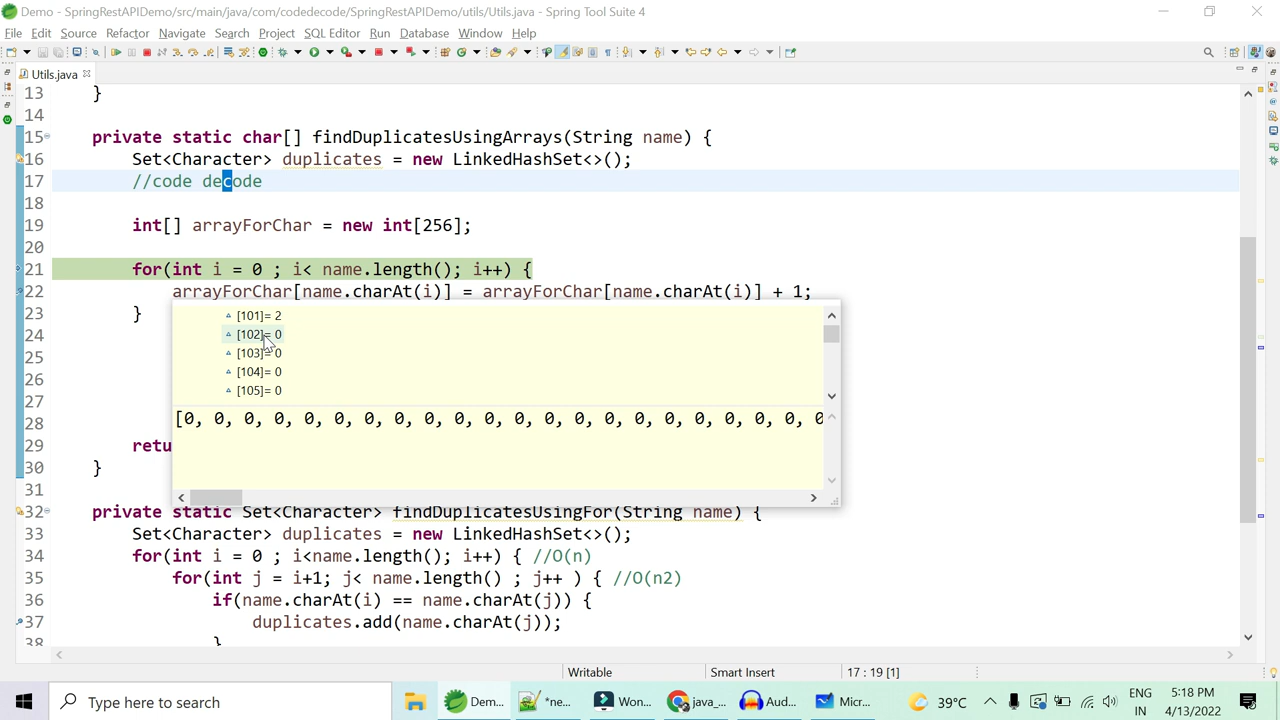 Demo - SpringRestAPIDemo/src/main/java/com/codedecode/SpringRestAPIDemo/utils/Utils.java - Spring Tool Suite 4
File Edit Source Refactor Navigate Search Project SQL Editor Run Database Window Help
Utils.java
13 }
14
15 private static char[] findDuplicatesUsingArrays(String name) {
16 Set<Character> duplicates = new LinkedHashSet<>();
17 //code decode
18
19 int[] arrayForChar = new int[256];
20
21 for(int i = 0 ; i< name.length(); i++) {
22 arrayForChar[name.charAt(i)] = arrayForChar[name.charAt(i)] + 1;
23 }
[101]= 2
24
[102]= 0
25
[103]= 0
26
[104]= 0
27
[105]= 0
28
[0, 0, 0, 0, 0, 0, 0, 0, 0, 0, 0, 0, 0, 0, 0, 0, 0, 0, 0, 0, 0, 0
29 retu
30 }
31
32 private static Set<Character> findDuplicatesUsingFor(String name) {
33 Set<Character> duplicates = new LinkedHashSet<>();
34 for(int i = 0 ; i<name.length(); i++) { //O(n)
35 for(int j = i+1; j< name.length() ; j++ ) { //O(n2)
36 if(name.charAt(i) == name.charAt(j)) {
37 duplicates.add(name.charAt(j));
38 }
Writable Smart Insert 17 : 19 [1]
Type here to search
Dem... *ne... Won... java_... Aud... Micr...
39°C
ENG IN
5:18 PM
4/13/2022